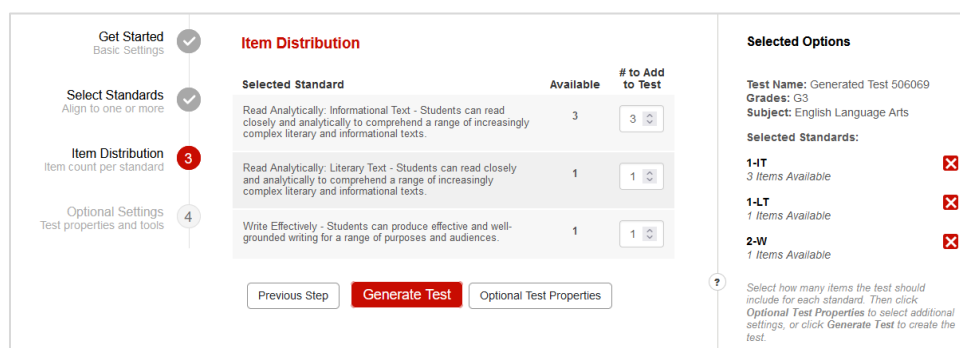 Get Started
Basic Settings
Select Standards
Align to one or more
Item Distribution
Item count per standard
3
Optional Settings
Test properties and tools
4
Item Distribution
Selected Standard
Available
# to Add
to Test
Read Analytically: Informational Text - Students can read
closely and analytically to comprehend a range of increasingly
complex literary and informational texts.
3
3
Read Analytically: Literary Text - Students can read closely
and analytically to comprehend a range of increasingly
complex literary and informational texts.
1
1
Write Effectively - Students can produce effective and well-
grounded writing for a range of purposes and audiences.
1
1
Previous Step
Generate Test
Optional Test Properties
Selected Options
Test Name: Generated Test 506069
Grades: G3
Subject: English Language Arts
Selected Standards:
1-IT
3 Items Available
1-LT
1 Items Available
2-W
1 Items Available
?
Select how many items the test should
include for each standard. Then click
Optional Test Properties to select additional
settings, or click Generate Test to create the
test.